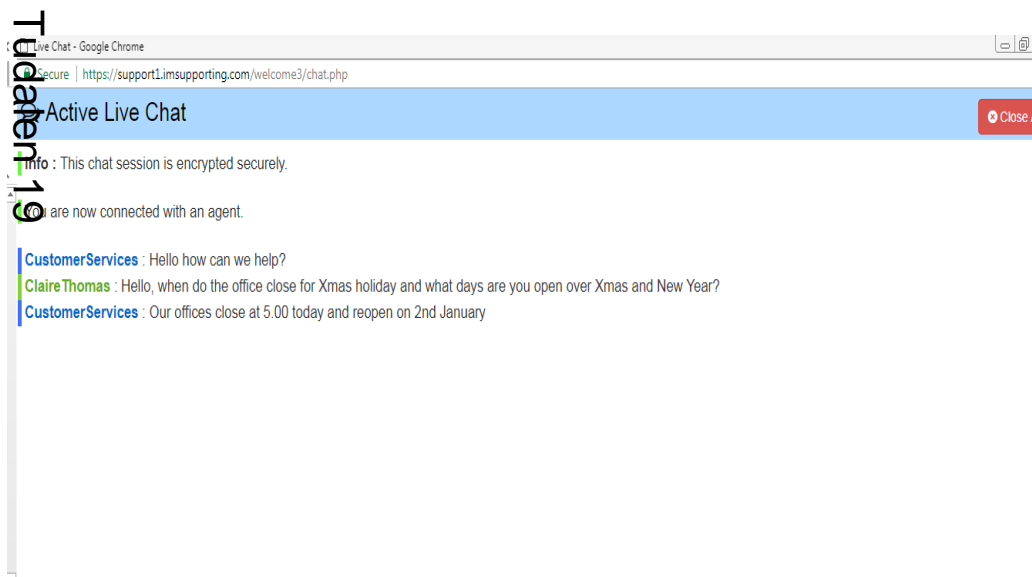 Tudalen 19
Live Chat - Google Chrome
Secure | https://support1.imsupporting.com/welcome3/chat.php
Active Live Chat
Close
Info : This chat session is encrypted securely.
You are now connected with an agent.
CustomerServices : Hello how can we help?
ClaireThomas : Hello, when do the office close for Xmas holiday and what days are you open over Xmas and New Year?
CustomerServices : Our offices close at 5.00 today and reopen on 2nd January